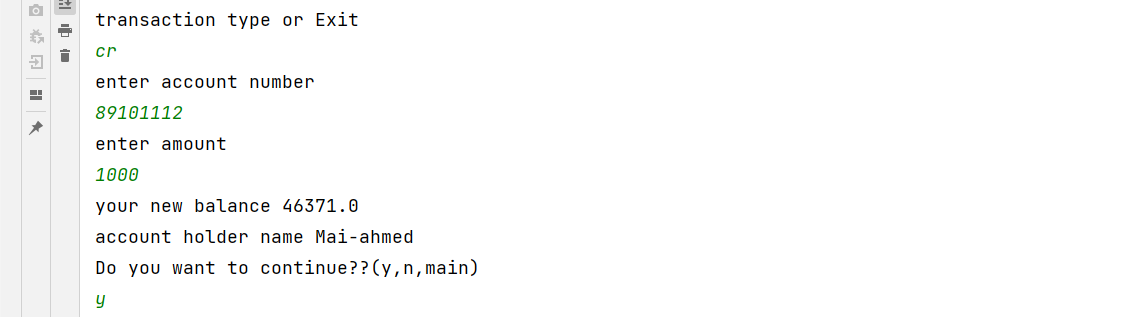 transaction type or Exit
cr
enter account number
89101112
enter amount
1000
your new balance 46371.0
account holder name Mai-ahmed
Do you want to continue??(y,n,main)
y